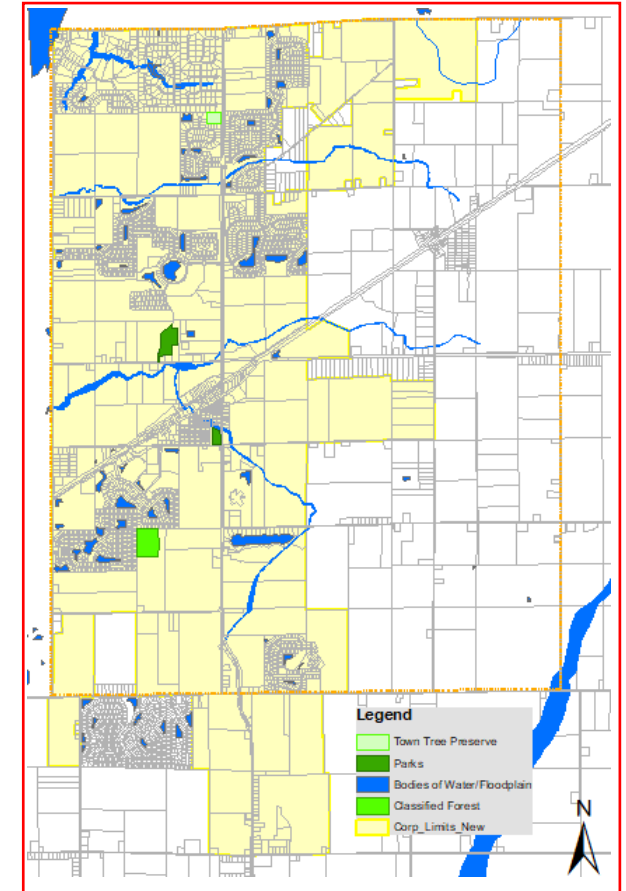 Legend
Town Tree Preserve
Parks
Bodies of Water/Floodplain
Classified Forest
Corp_Limits_New
N